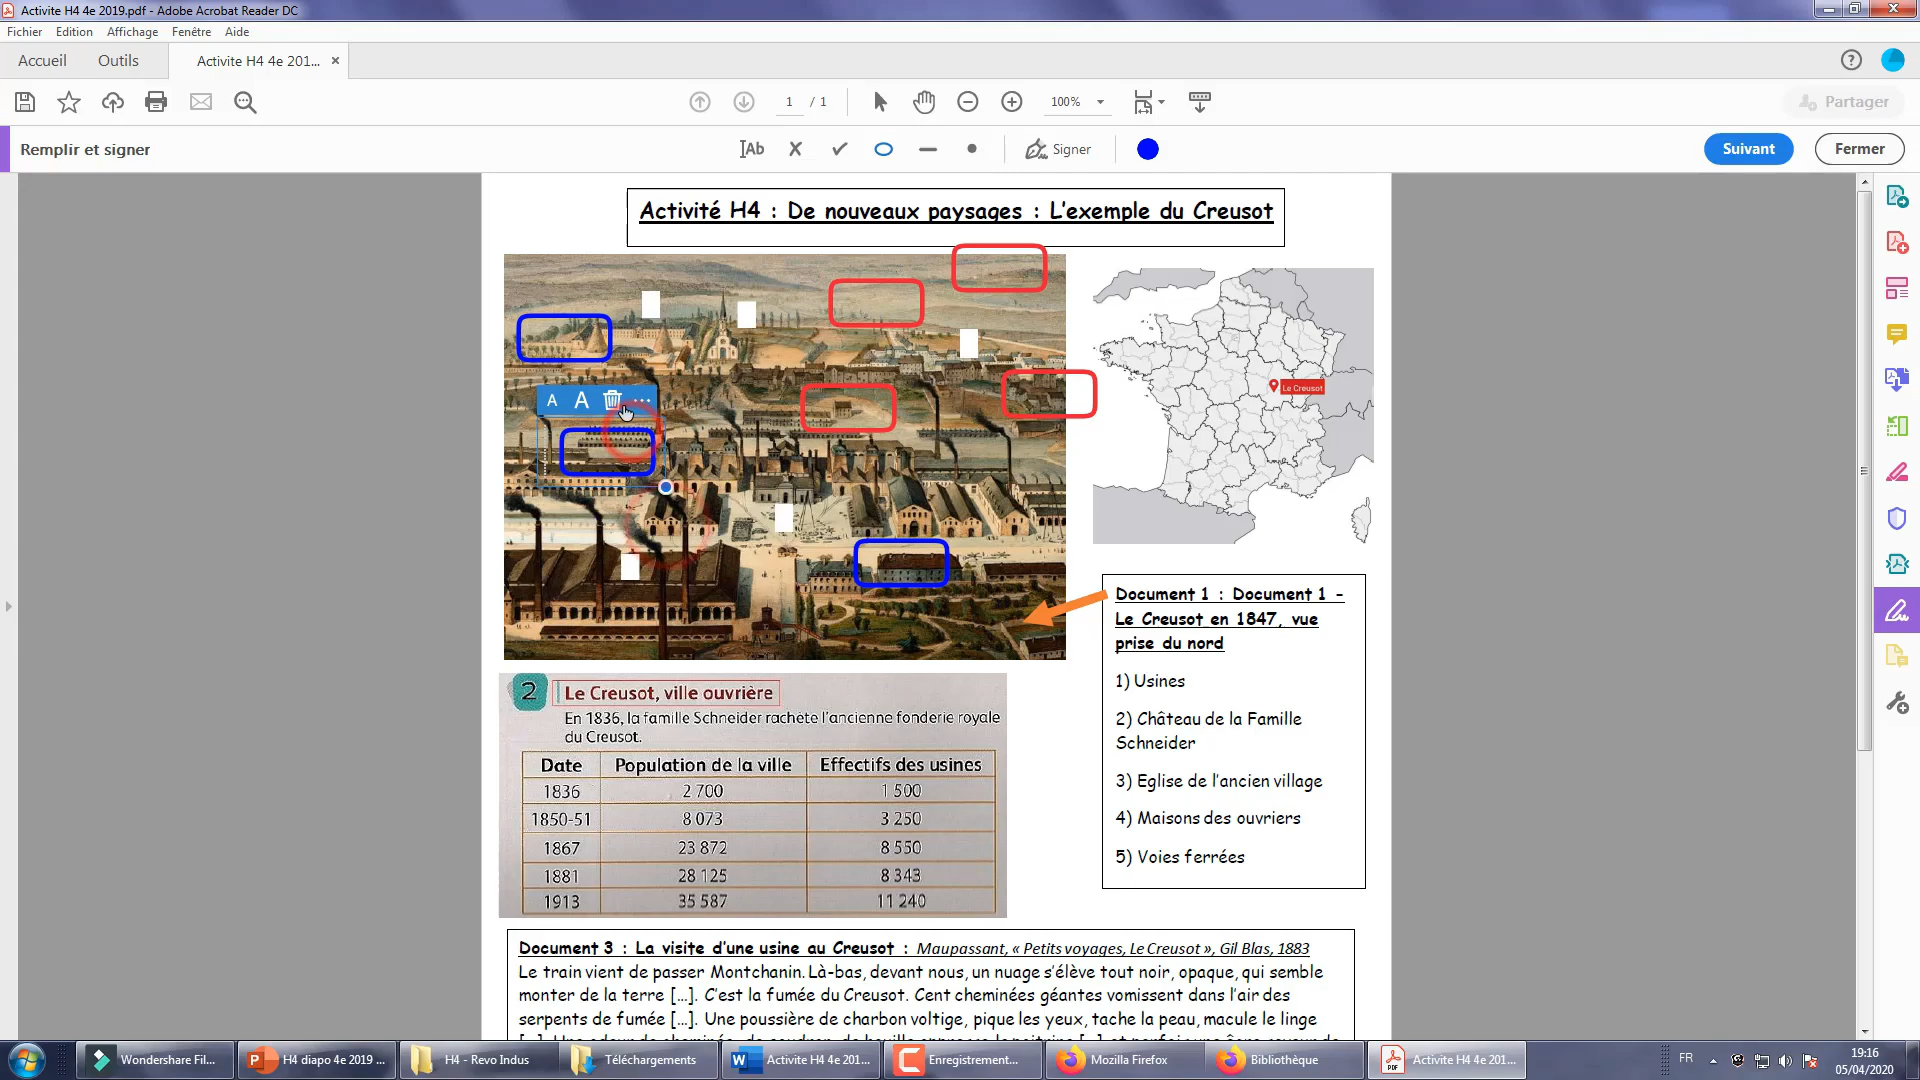 Activite H4 4e 2019.pdf - Adobe Acrobat Reader DC
Fichier Edition Affichage Fenêtre Aide
Accueil Outils Activite H4 4e 201... ×
1 / 1 100% Partager
Remplir et signer Ab Signer Suivant Fermer
Activité H4 : De nouveaux paysages : L'exemple du Creusot
A A
Le Creusot
Document 1 : Document 1 -
Le Creusot en 1847, vue
prise du nord
1) Usines
2) Château de la Famille
Schneider
3) Eglise de l'ancien village
4) Maisons des ouvriers
5) Voies ferrées
2 Le Creusot, ville ouvrière
En 1836, la famille Schneider rachète l'ancienne fonderie royale
du Creusot.
Date Population de la ville Effectifs des usines
1836 2 700 1 500
1850-51 8 073 3 250
1867 23 872 8 550
1881 28 125 8 343
1913 35 587 11 240
Document 3 : La visite d'une usine au Creusot : Maupassant, « Petits voyages, Le Creusot », Gil Blas, 1883
Le train vient de passer Montchanin. Là-bas, devant nous, un nuage s'élève tout noir, opaque, qui semble
monter de la terre [...]. C'est la fumée du Creusot. Cent cheminées géantes vomissent dans l'air des
serpents de fumée [...]. Une poussière de charbon voltige, pique les yeux, tache la peau, macule le linge
Wondershare Fil... H4 diapo 4e 2019 ... H4 - Revo Indus Téléchargements Activite H4 4e 201... Enregistrement... Mozilla Firefox Bibliothèque Activite H4 4e 201... FR 19:16
05/04/2020